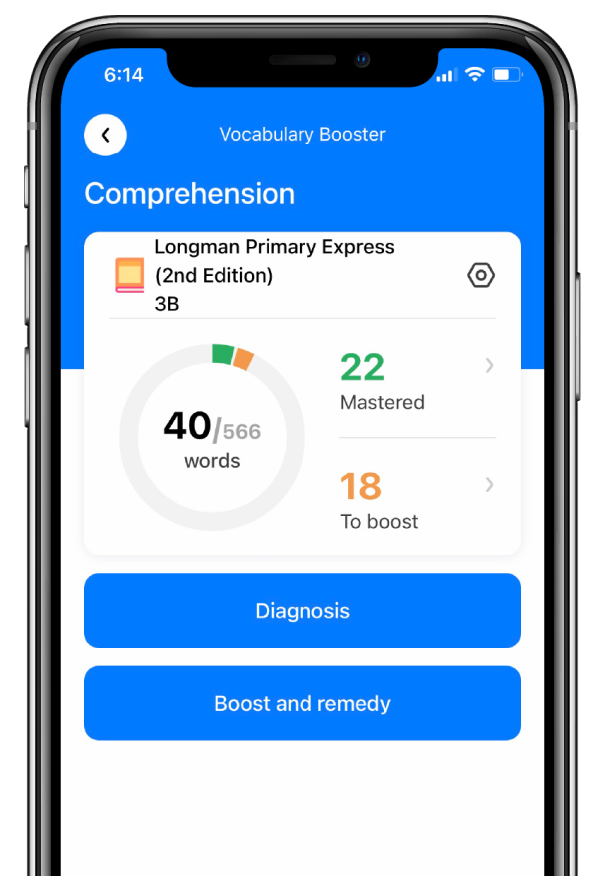 6:14
Vocabulary Booster
Comprehension
Longman Primary Express
(2nd Edition)
3B
40/566
words
22
Mastered
18
To boost
Diagnosis
Boost and remedy